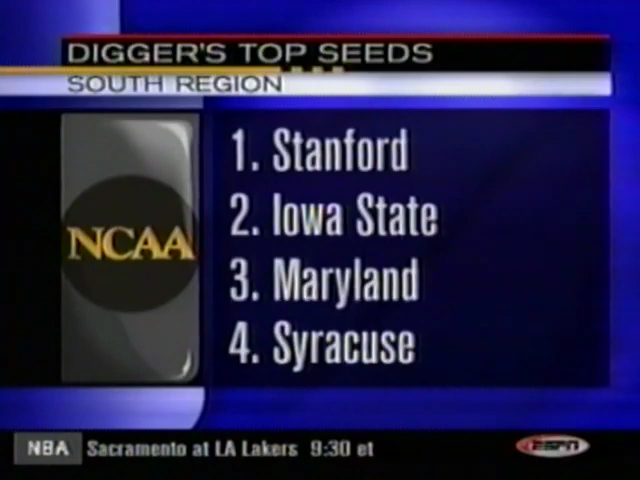 DIGGER'S TOP SEEDS
SOUTH REGION
1. Stanford
2. Iowa State
NCAA
3. Maryland
4. Syracuse
NBA Sacramento at LA Lakers 9:30 et ESPN